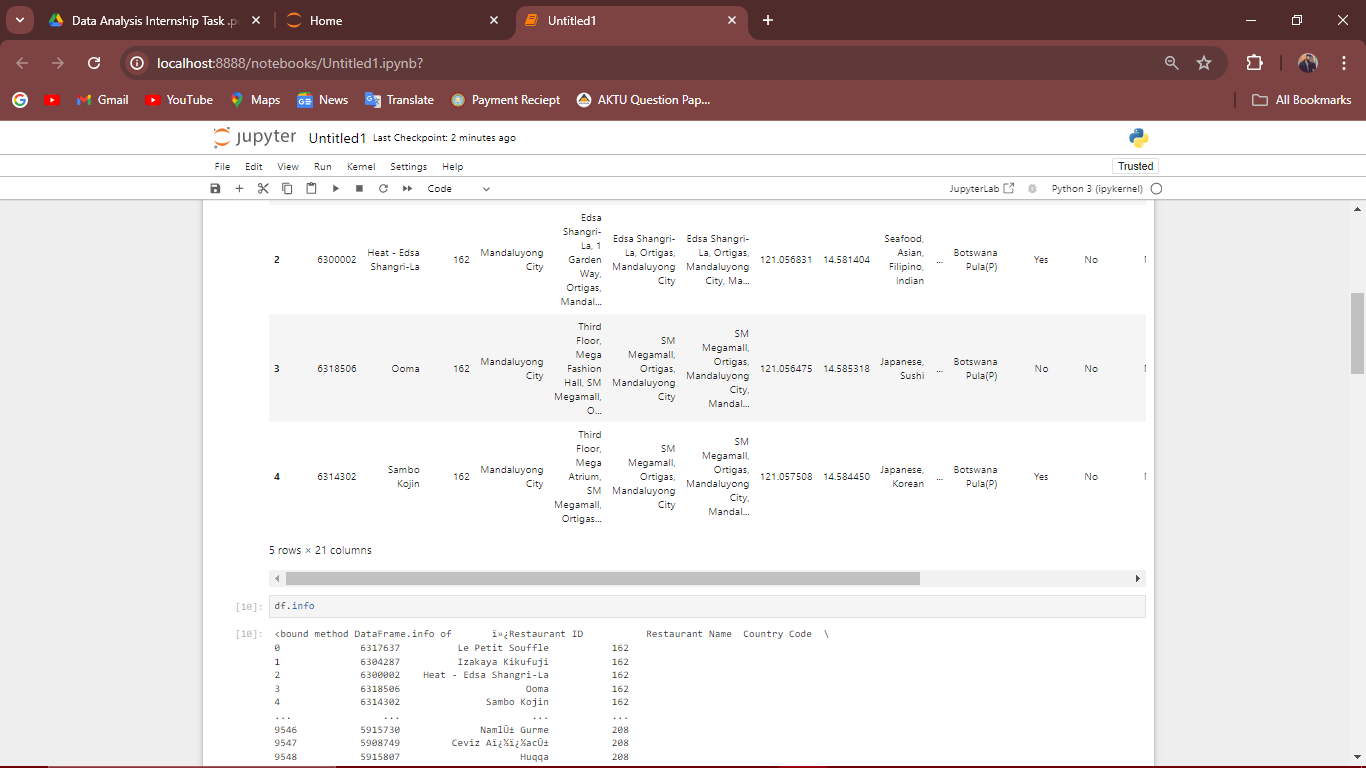 Data Analysis Internship Task .p
Home
Untitled1
localhost:8888/notebooks/Untitled1.ipynb?
Gmail YouTube Maps News Translate Payment Reciept AKTU Question Pap... All Bookmarks
jupyter Untitled1 Last Checkpoint: 2 minutes ago
File Edit View Run Kernel Settings Help Trusted
Code JupyterLab Python 3 (ipykernel)
Edsa
Shangri-
La, 1
Garden
Way,
Ortigas,
Mandal...
2 6300002 Heat - Edsa Shangri-La 162 Mandaluyong City Edsa Shangri-La, Ortigas, Mandaluyong City Edsa Shangri-La, Ortigas, Mandaluyong City, Ma... 121.056831 14.581404 Seafood, Asian, Filipino, Indian ... Botswana Pula(P) Yes No
Third
Floor,
Mega
Fashion
Hall, SM
Megamall,
O...
3 6318506 Ooma 162 Mandaluyong City SM Megamall, Ortigas, Mandaluyong City SM Megamall, Ortigas, Mandaluyong City, Mandal... 121.056475 14.585318 Japanese, Sushi ... Botswana Pula(P) No No
Third
Floor,
Mega
Atrium,
SM
Megamall,
Ortigas...
4 6314302 Sambo Kojin 162 Mandaluyong City SM Megamall, Ortigas, Mandaluyong City SM Megamall, Ortigas, Mandaluyong City, Mandal... 121.057508 14.584450 Japanese, Korean ... Botswana Pula(P) Yes No
5 rows × 21 columns
[10]: df.info
[10]: <bound method DataFrame.info of ï»¿Restaurant ID Restaurant Name Country Code \
0 6317637 Le Petit Souffle 162
1 6304287 Izakaya Kikufuji 162
2 6300002 Heat - Edsa Shangri-La 162
3 6318506 Ooma 162
4 6314302 Sambo Kojin 162
... ... ... ...
9546 5915730 NamlÛ± Gurme 208
9547 5908749 Ceviz Aï¿½ï¿½acÛ± 208
9548 5915807 Huqqa 208